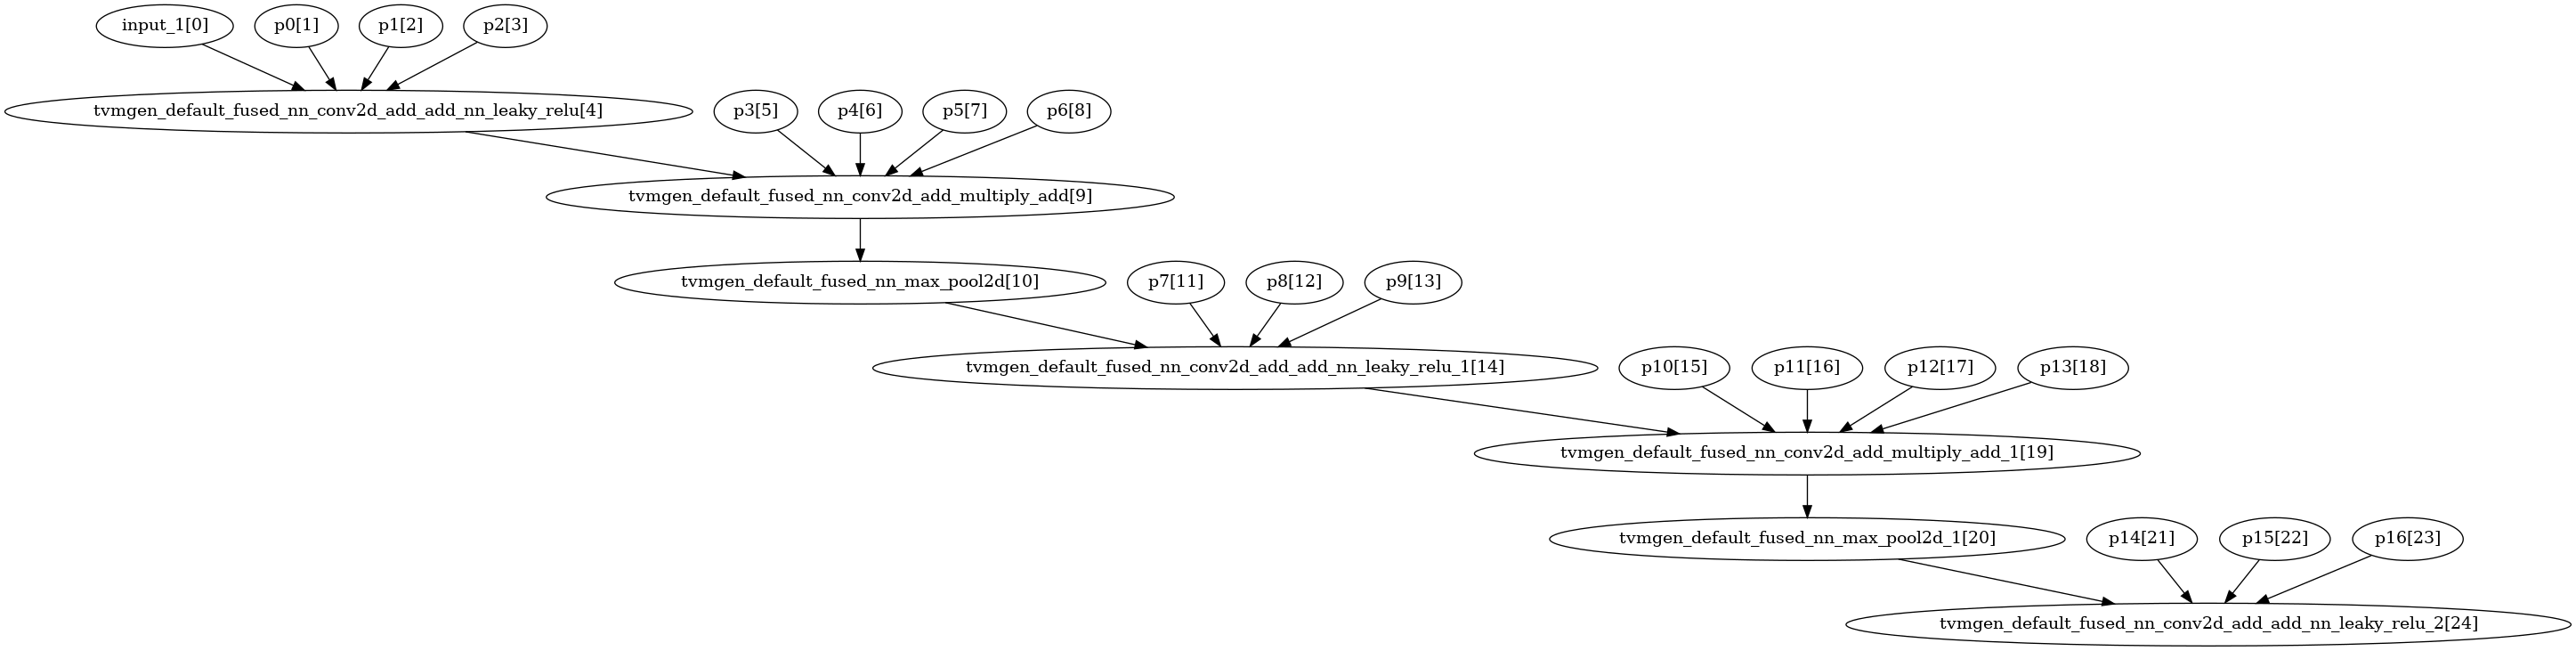 input_1[0]
p0[1]
p1[2]
p2[3]
tvmgen_default_fused_nn_conv2d_add_add_nn_leaky_relu[4]
p3[5]
p4[6]
p5[7]
p6[8]
tvmgen_default_fused_nn_conv2d_add_multiply_add[9]
tvmgen_default_fused_nn_max_pool2d[10]
p7[11]
p8[12]
p9[13]
tvmgen_default_fused_nn_conv2d_add_add_nn_leaky_relu_1[14]
p10[15]
p11[16]
p12[17]
p13[18]
tvmgen_default_fused_nn_conv2d_add_multiply_add_1[19]
tvmgen_default_fused_nn_max_pool2d_1[20]
p14[21]
p15[22]
p16[23]
tvmgen_default_fused_nn_conv2d_add_add_nn_leaky_relu_2[24]